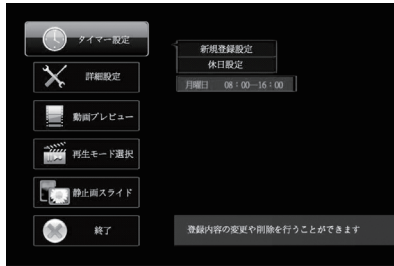 タイマー設定
詳細設定
動画プレビュー
再生モード選択
静止画スライド
終了
新規登録設定
休日設定
月曜日 08:00—16:00
登録内容の変更や削除を行うことができます